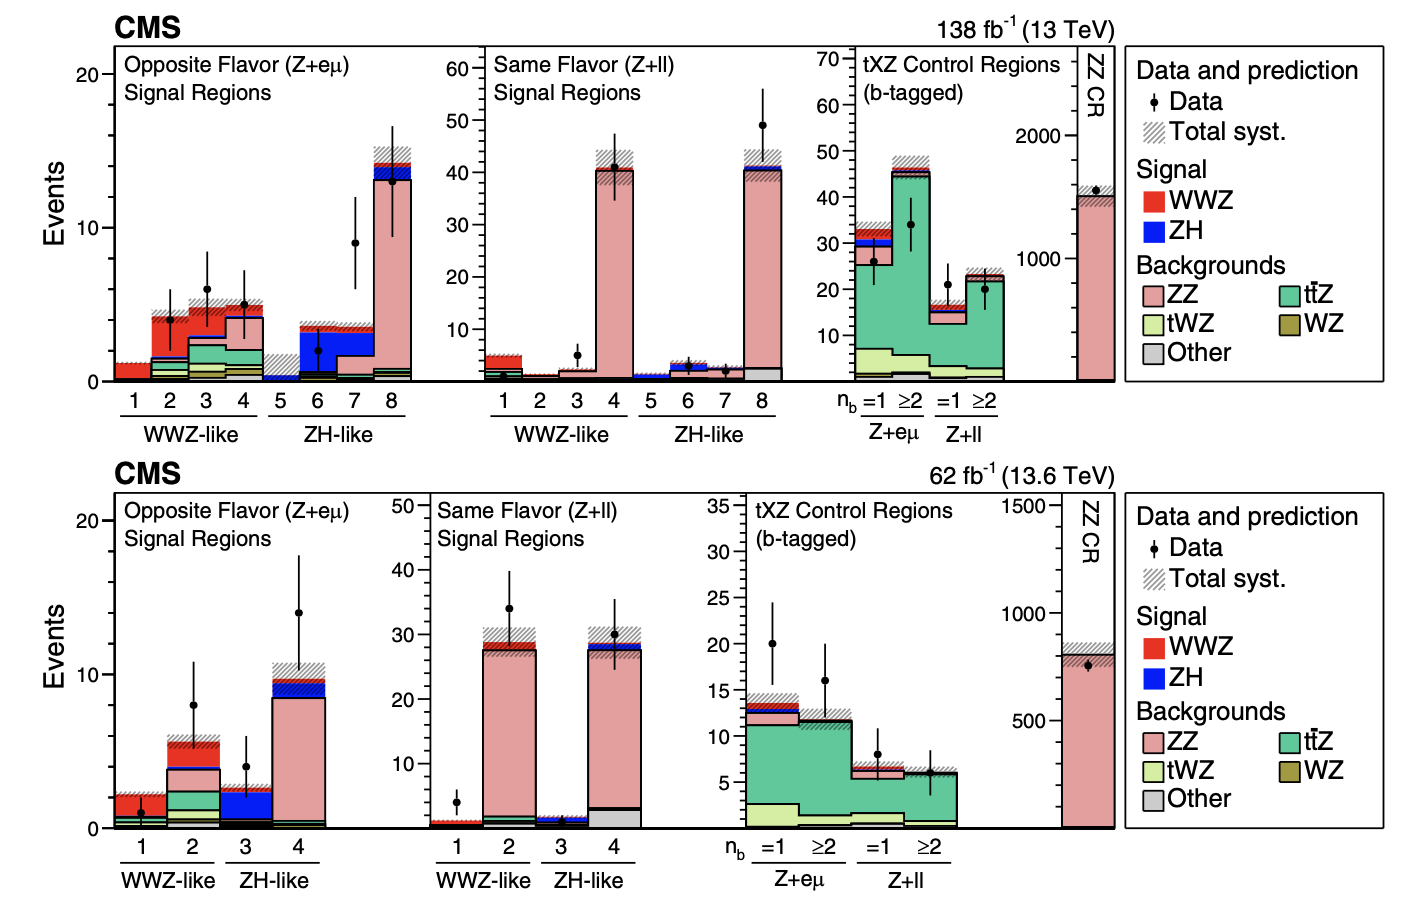 CMS
138 fb⁻¹ (13 TeV)
Events
20
10
0
Opposite Flavor (Z+eμ)
Signal Regions
1 2 3 4 5 6 7 8
WWZ-like ZH-like
60
50
40
30
20
10
Same Flavor (Z+ll)
Signal Regions
1 2 3 4 5 6 7 8
WWZ-like ZH-like
70
60
50
40
30
20
10
tXZ Control Regions
(b-tagged)
n_b =1 ≥2 =1 ≥2
Z+eμ Z+ll
2000
1000
ZZ CR
Data and prediction
Data
Total syst.
Signal
WWZ
ZH
Backgrounds
ZZ tt̄Z
tWZ WZ
Other
CMS
62 fb⁻¹ (13.6 TeV)
Events
20
10
0
Opposite Flavor (Z+eμ)
Signal Regions
1 2 3 4
WWZ-like ZH-like
50
40
30
20
10
Same Flavor (Z+ll)
Signal Regions
1 2 3 4
WWZ-like ZH-like
35
30
25
20
15
10
5
tXZ Control Regions
(b-tagged)
n_b =1 ≥2 =1 ≥2
Z+eμ Z+ll
1500
1000
500
ZZ CR
Data and prediction
Data
Total syst.
Signal
WWZ
ZH
Backgrounds
ZZ tt̄Z
tWZ WZ
Other